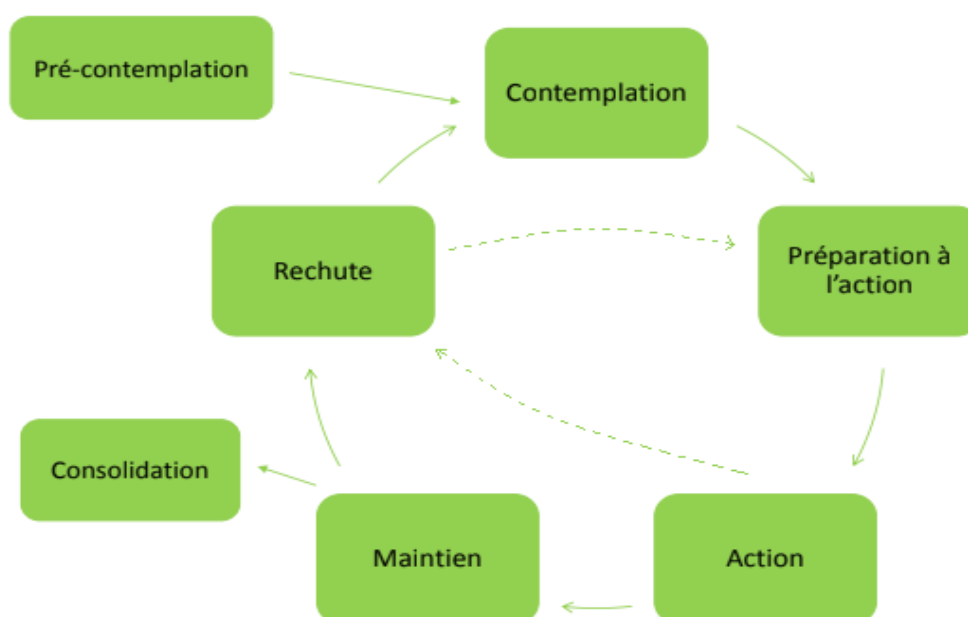 Pré-contemplation
Contemplation
Rechute
Préparation à
l’action
Consolidation
Maintien
Action